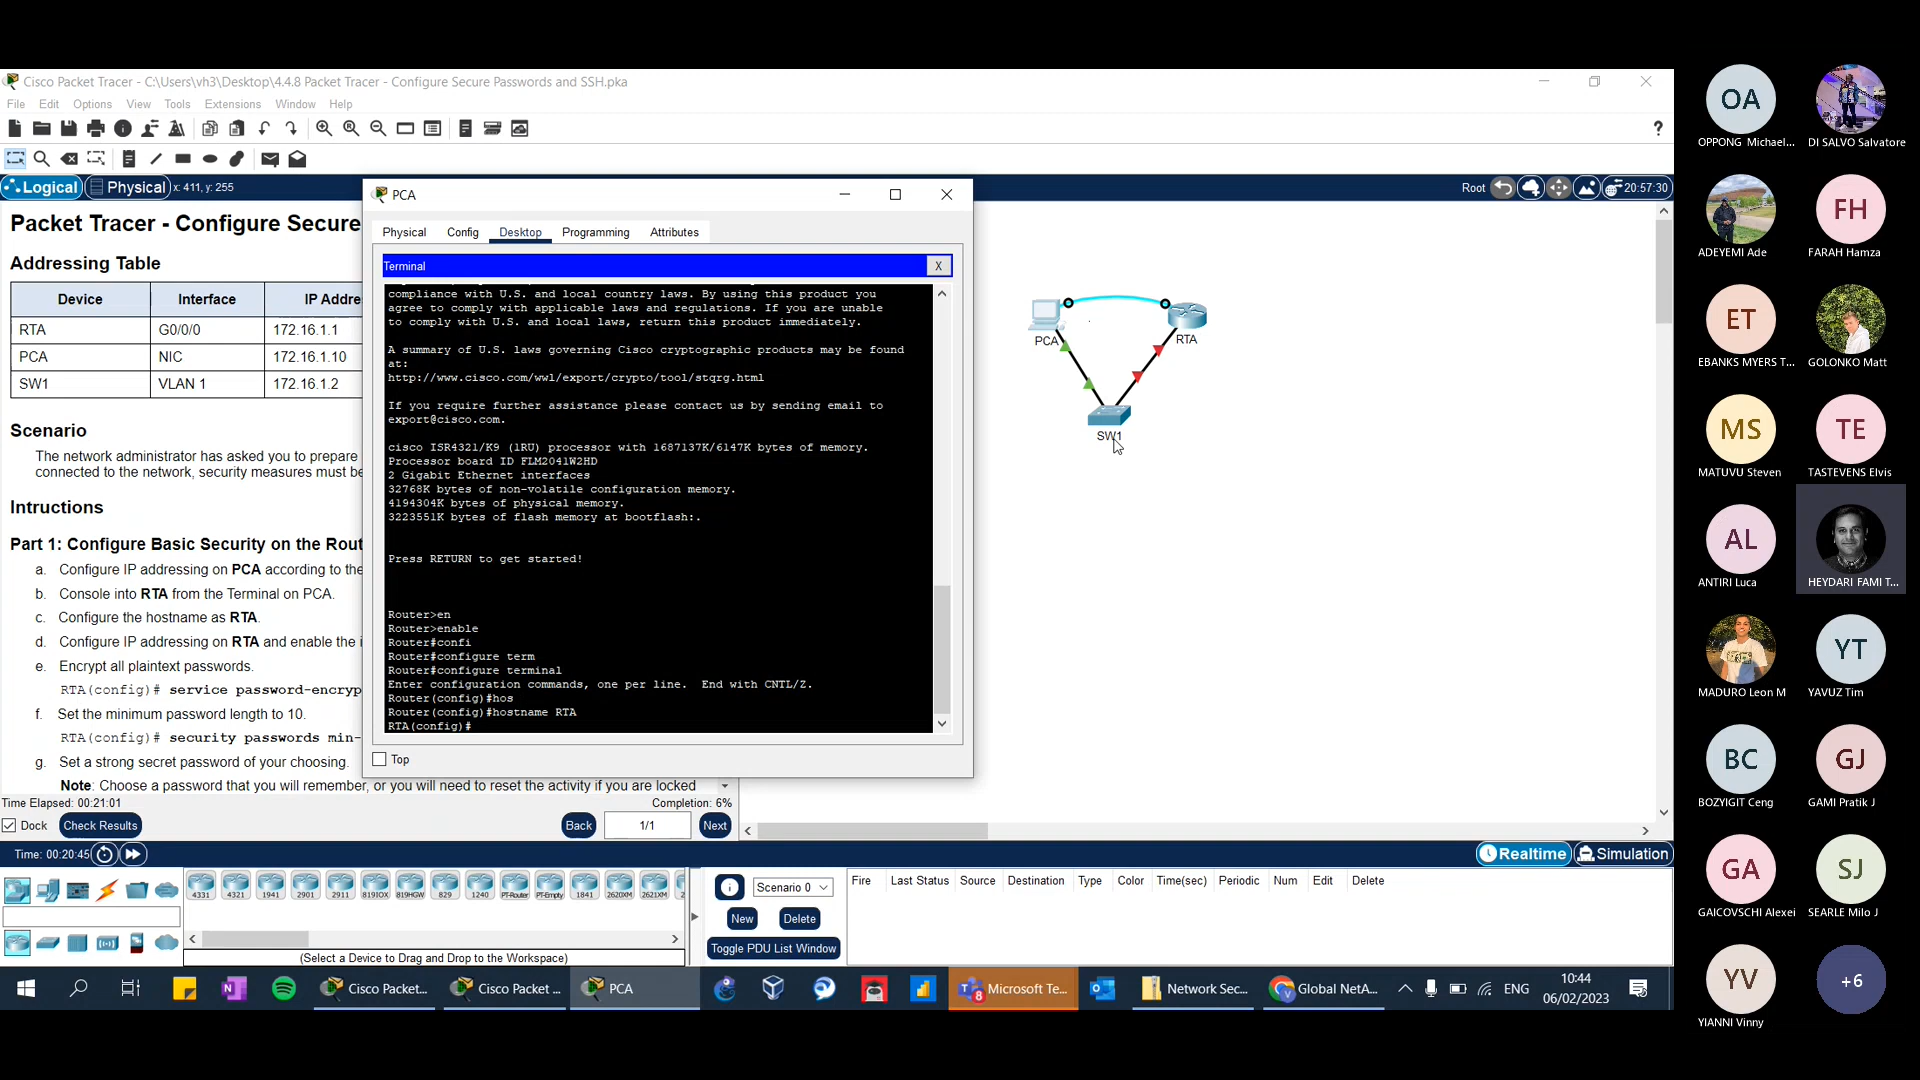 Cisco Packet Tracer - C:\Users\vh3\Desktop\4.4.8 Packet Tracer - Configure Secure Passwords and SSH.pka
File Edit Options View Tools Extensions Window Help
?
Logical Physical x: 411, y: 255
Root 20:57:30
Packet Tracer - Configure Secure
Addressing Table
Device Interface IP Addre
RTA G0/0/0 172.16.1.1
PCA NIC 172.16.1.10
SW1 VLAN 1 172.16.1.2
Scenario
The network administrator has asked you to prepare
connected to the network, security measures must be
Intructions
Part 1: Configure Basic Security on the Rout
a. Configure IP addressing on PCA according to the
b. Console into RTA from the Terminal on PCA.
c. Configure the hostname as RTA.
d. Configure IP addressing on RTA and enable the i
e. Encrypt all plaintext passwords.
RTA(config)# service password-encryp
f. Set the minimum password length to 10.
RTA(config)# security passwords min-
g. Set a strong secret password of your choosing.
Note: Choose a password that you will remember, or you will need to reset the activity if you are locked
Time Elapsed: 00:21:01 Completion: 6%
Dock Check Results Back 1/1 Next
PCA
Physical Config Desktop Programming Attributes
Terminal X
compliance with U.S. and local country laws. By using this product you
agree to comply with applicable laws and regulations. If you are unable
to comply with U.S. and local laws, return this product immediately.
A summary of U.S. laws governing Cisco cryptographic products may be found
at:
http://www.cisco.com/wwl/export/crypto/tool/stqrg.html
If you require further assistance please contact us by sending email to
export@cisco.com.
cisco ISR4321/K9 (1RU) processor with 1687137K/6147K bytes of memory.
Processor board ID FLM2041W2HD
2 Gigabit Ethernet interfaces
32768K bytes of non-volatile configuration memory.
4194304K bytes of physical memory.
3223551K bytes of flash memory at bootflash:.
Press RETURN to get started!
Router>en
Router>enable
Router#confi
Router#configure term
Router#configure terminal
Enter configuration commands, one per line. End with CNTL/Z.
Router(config)#hos
Router(config)#hostname RTA
RTA(config)#
Top
PCA
RTA
SW1
Time: 00:20:45
Realtime Simulation
4331 4321 1941 2901 2911 819IOX 819HGW 829 1240 PT-Router PT-Empty 1841 2620XM 2621XM 2
(Select a Device to Drag and Drop to the Workspace)
Scenario 0
New Delete
Toggle PDU List Window
Fire Last Status Source Destination Type Color Time(sec) Periodic Num Edit Delete
Cisco Packet... Cisco Packet ... PCA 8 Microsoft Te... Network Sec... Global NetA... ENG
10:44
06/02/2023
OA
OPPONG Michael... DI SALVO Salvatore
FH
ADEYEMI Ade FARAH Hamza
ET
EBANKS MYERS T... GOLONKO Matt
MS TE
MATUVU Steven TASTEVENS Elvis
AL
ANTIRI Luca HEYDARI FAMI T...
YT
MADURO Leon M YAVUZ Tim
BC GJ
BOZYIGIT Ceng GAMI Pratik J
GA SJ
GAICOVSCHI Alexei SEARLE Milo J
YV +6
YIANNI Vinny